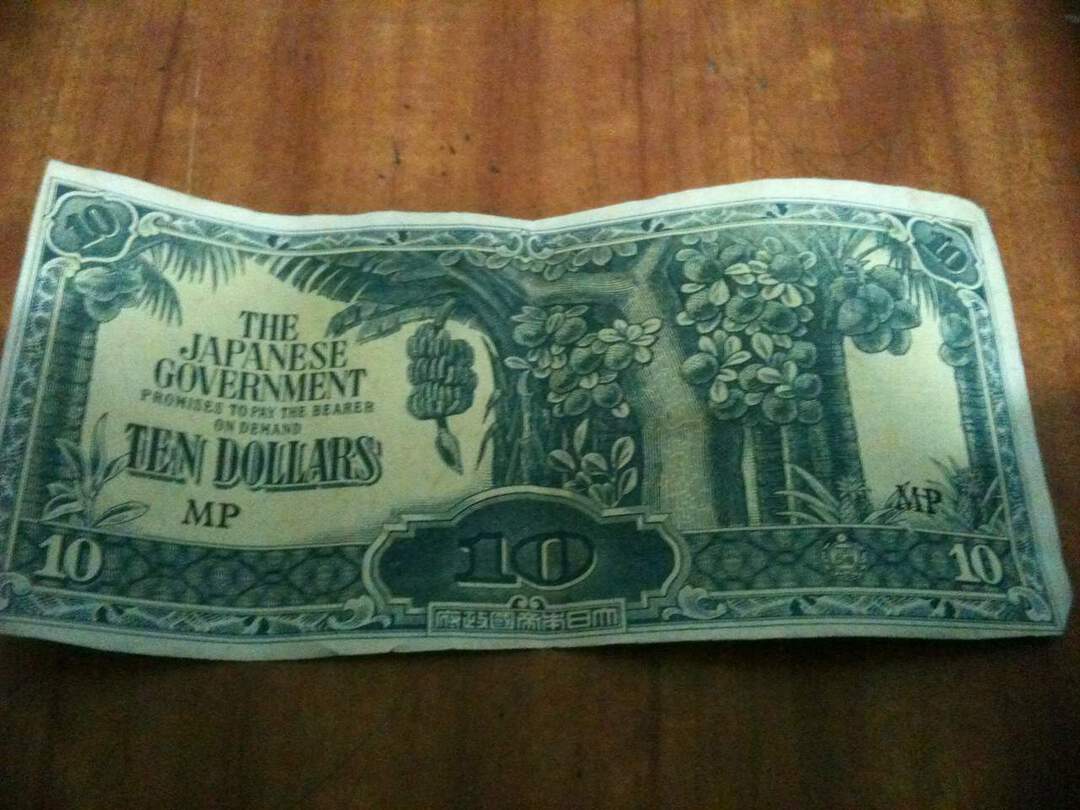 10
10
THE
JAPANESE
GOVERNMENT
PROMISES TO PAY THE BEARER
ON DEMAND
TEN DOLLARS
MP
MP
10
10
10
大日本帝國政府